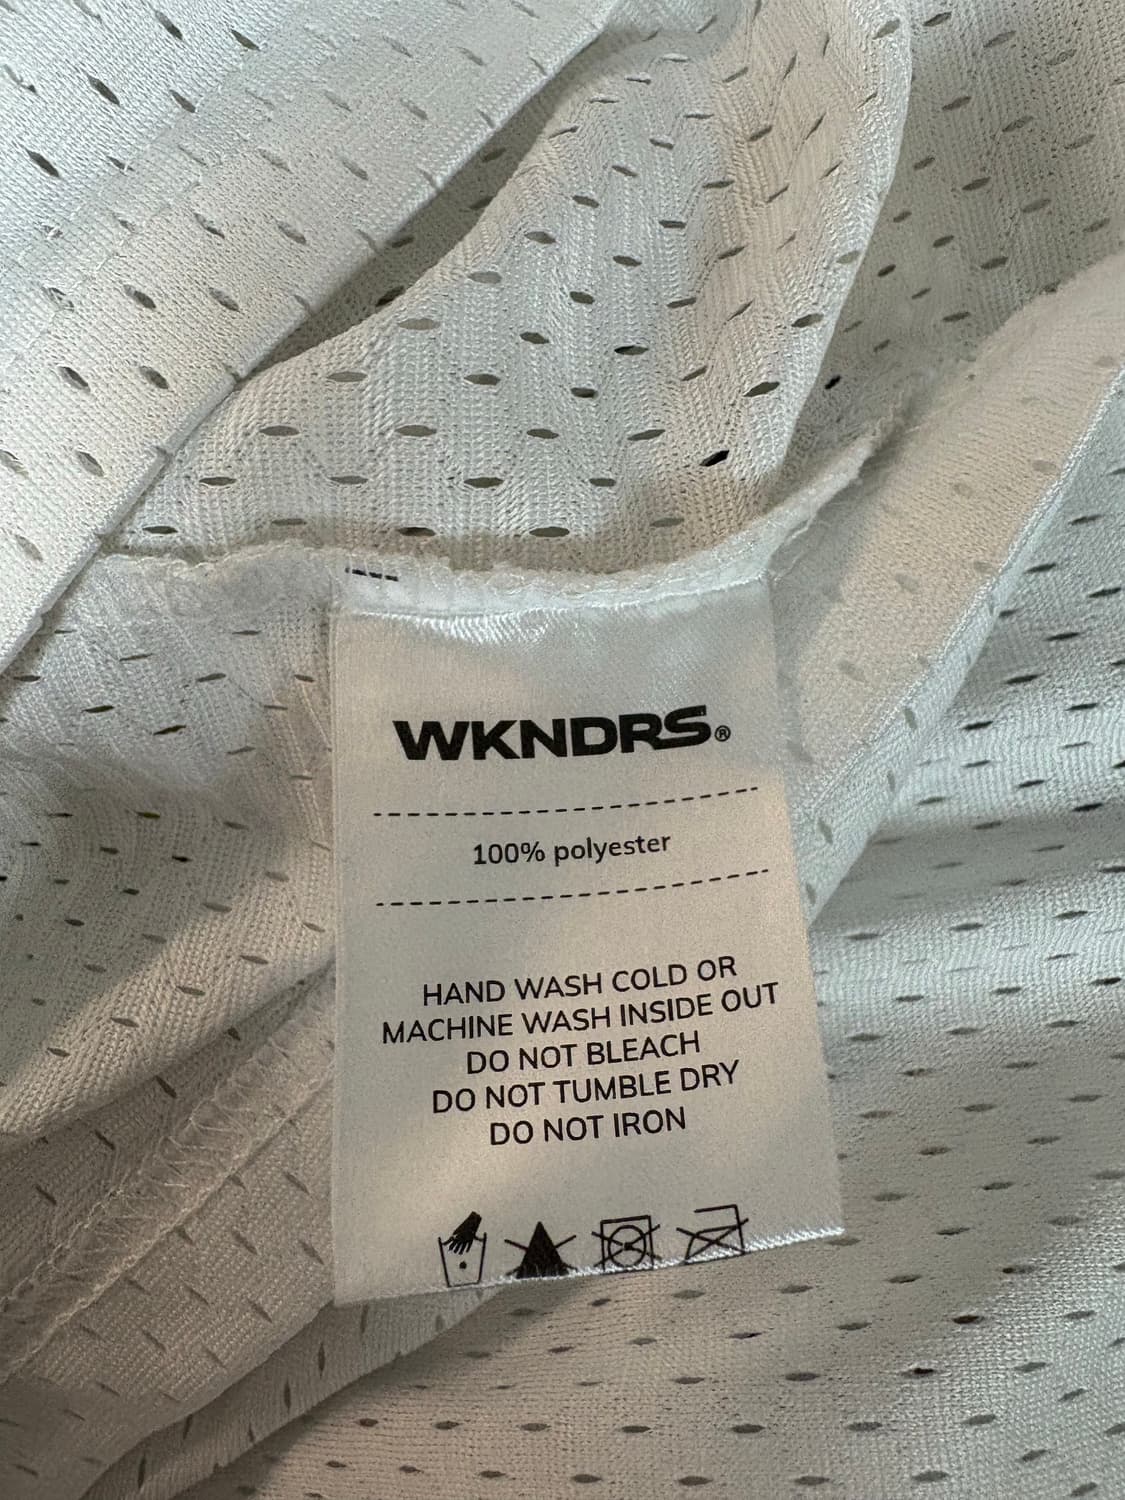 WKNDRS®
100% polyester
HAND WASH COLD OR
MACHINE WASH INSIDE OUT
DO NOT BLEACH
DO NOT TUMBLE DRY
DO NOT IRON